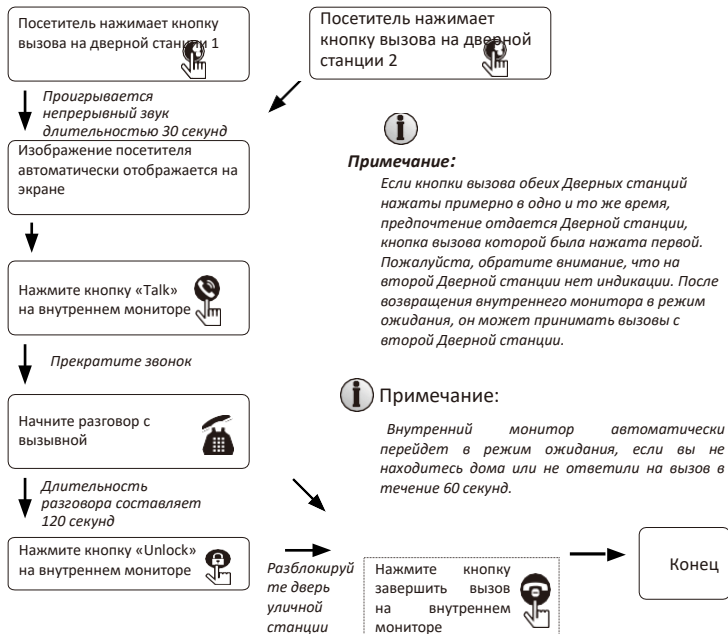 Посетитель нажимает кнопку
вызова на дверной станции 1
Посетитель нажимает
кнопку вызова на дверной
станции 2
Проигрывается
непрерывный звук
длительностью 30 секунд
Изображение посетителя
автоматически отображается на
экране
Примечание:
Если кнопки вызова обеих Дверных станций
нажаты примерно в одно и то же время,
предпочтение отдается Дверной станции,
кнопка вызова которой была нажата первой.
Пожалуйста, обратите внимание, что на
второй Дверной станции нет индикации. После
возвращения внутреннего монитора в режим
ожидания, он может принимать вызовы с
второй Дверной станции.
Нажмите кнопку «Talk»
на внутреннем мониторе
Прекратите звонок
Примечание:
Внутренний монитор автоматически
перейдет в режим ожидания, если вы не
находитесь дома или не ответили на вызов в
течение 60 секунд.
Начните разговор с
вызывной
Длительность
разговора составляет
120 секунд
Нажмите кнопку «Unlock»
на внутреннем мониторе
Разблокируй
те дверь
уличной
станции
Нажмите кнопку
завершить вызов
на внутреннем
мониторе
Конец